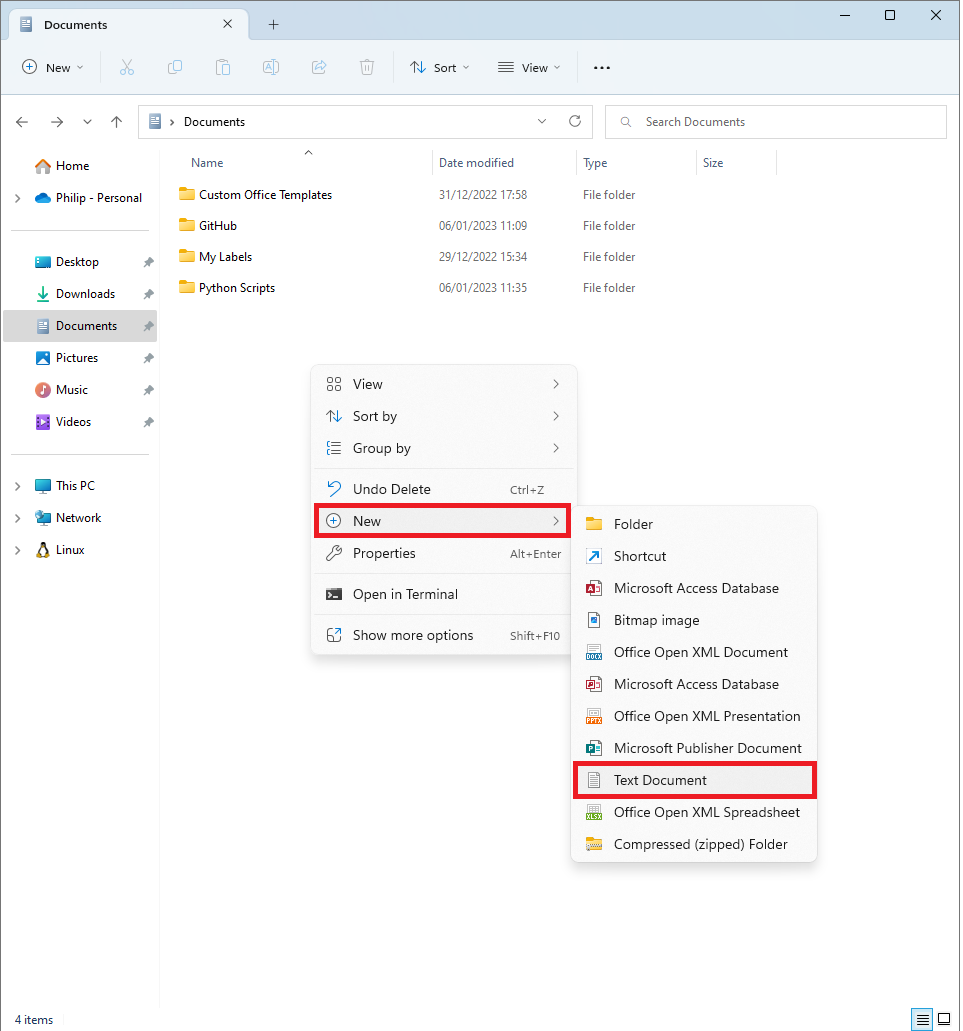 Documents
New Sort View
Documents Search Documents
Name Date modified Type Size
Home
Philip - Personal
Desktop
Downloads
Documents
Pictures
Music
Videos
This PC
Network
Linux
Custom Office Templates 31/12/2022 17:58 File folder
GitHub 06/01/2023 11:09 File folder
My Labels 29/12/2022 15:34 File folder
Python Scripts 06/01/2023 11:35 File folder
View
Sort by
Group by
Undo Delete Ctrl+Z
New
Properties Alt+Enter
Open in Terminal
Show more options Shift+F10
Folder
Shortcut
Microsoft Access Database
Bitmap image
DOCX Office Open XML Document
Microsoft Access Database
PPTX Office Open XML Presentation
Microsoft Publisher Document
Text Document
XLSX Office Open XML Spreadsheet
Compressed (zipped) Folder
4 items